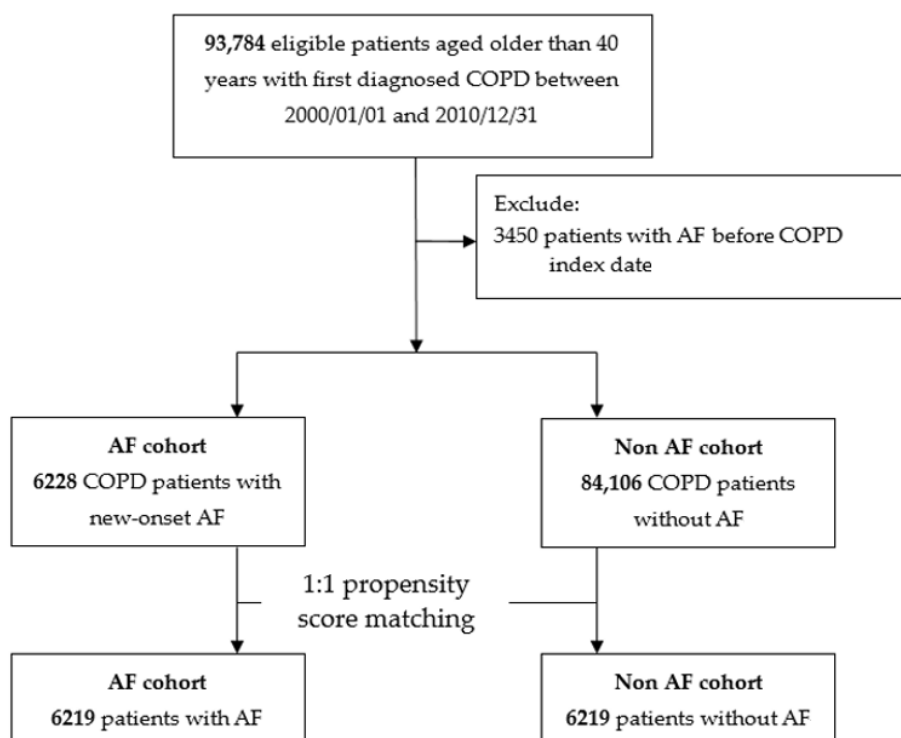 93,784 eligible patients aged older than 40
years with first diagnosed COPD between
2000/01/01 and 2010/12/31
Exclude:
3450 patients with AF before COPD
index date
AF cohort
6228 COPD patients with
new-onset AF
Non AF cohort
84,106 COPD patients
without AF
1:1 propensity
score matching
AF cohort
6219 patients with AF
Non AF cohort
6219 patients without AF